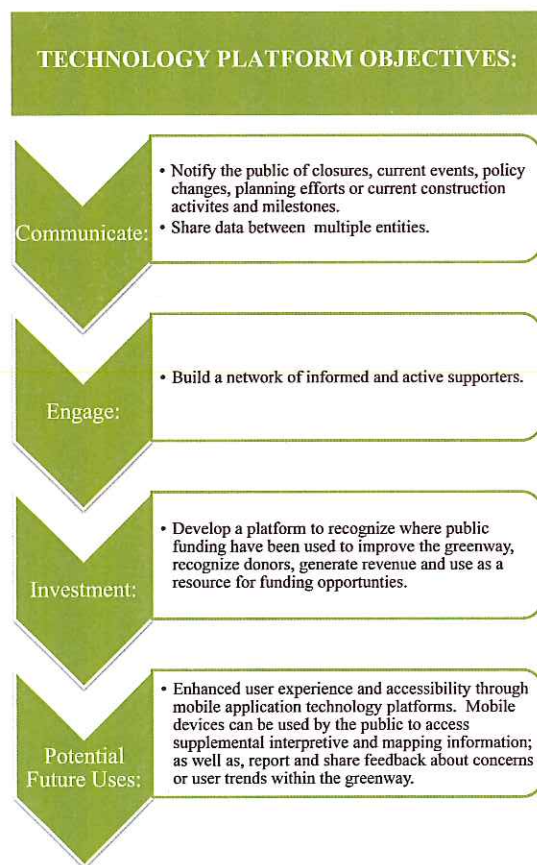 TECHNOLOGY PLATFORM OBJECTIVES:
Communicate:
• Notify the public of closures, current events, policy
changes, planning efforts or current construction
activites and milestones.
• Share data between multiple entities.
Engage:
• Build a network of informed and active supporters.
Investment:
• Develop a platform to recognize where public
funding have been used to improve the greenway,
recognize donors, generate revenue and use as a
resource for funding opportunties.
Potential
Future Uses:
• Enhanced user experience and accessibility through
mobile application technology platforms. Mobile
devices can be used by the public to access
supplemental interpretive and mapping information;
as well as, report and share feedback about concerns
or user trends within the greenway.